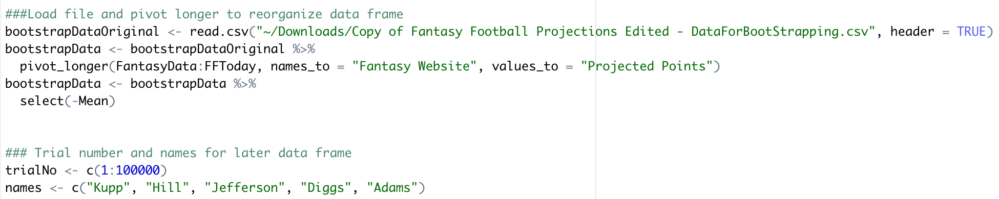 ###Load file and pivot longer to reorganize data frame
bootstrapDataOriginal <- read.csv("~/Downloads/Copy of Fantasy Football Projections Edited - DataForBootStrapping.csv", header = TRUE)
bootstrapData <- bootstrapDataOriginal %>%
  pivot_longer(FantasyData:FFToday, names_to = "Fantasy Website", values_to = "Projected Points")
bootstrapData <- bootstrapData %>%
  select(-Mean)
### Trial number and names for later data frame
trialNo <- c(1:100000)
names <- c("Kupp", "Hill", "Jefferson", "Diggs", "Adams")